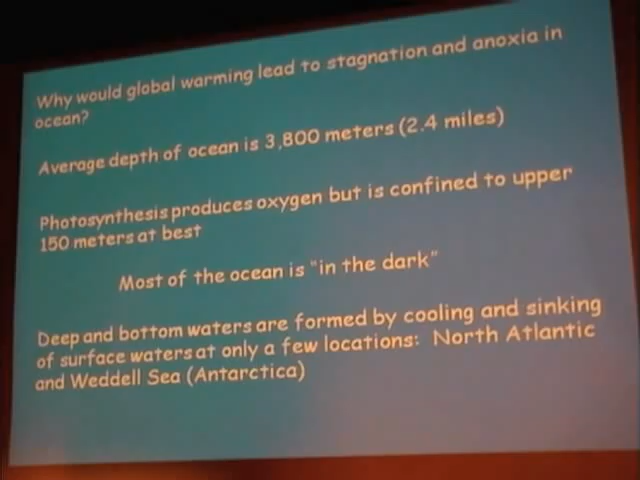 Why would global warming lead to stagnation and anoxia in
ocean?
Average depth of ocean is 3,800 meters (2.4 miles)
Photosynthesis produces oxygen but is confined to upper
150 meters at best
Most of the ocean is "in the dark"
Deep and bottom waters are formed by cooling and sinking
of surface waters at only a few locations: North Atlantic
and Weddell Sea (Antarctica)